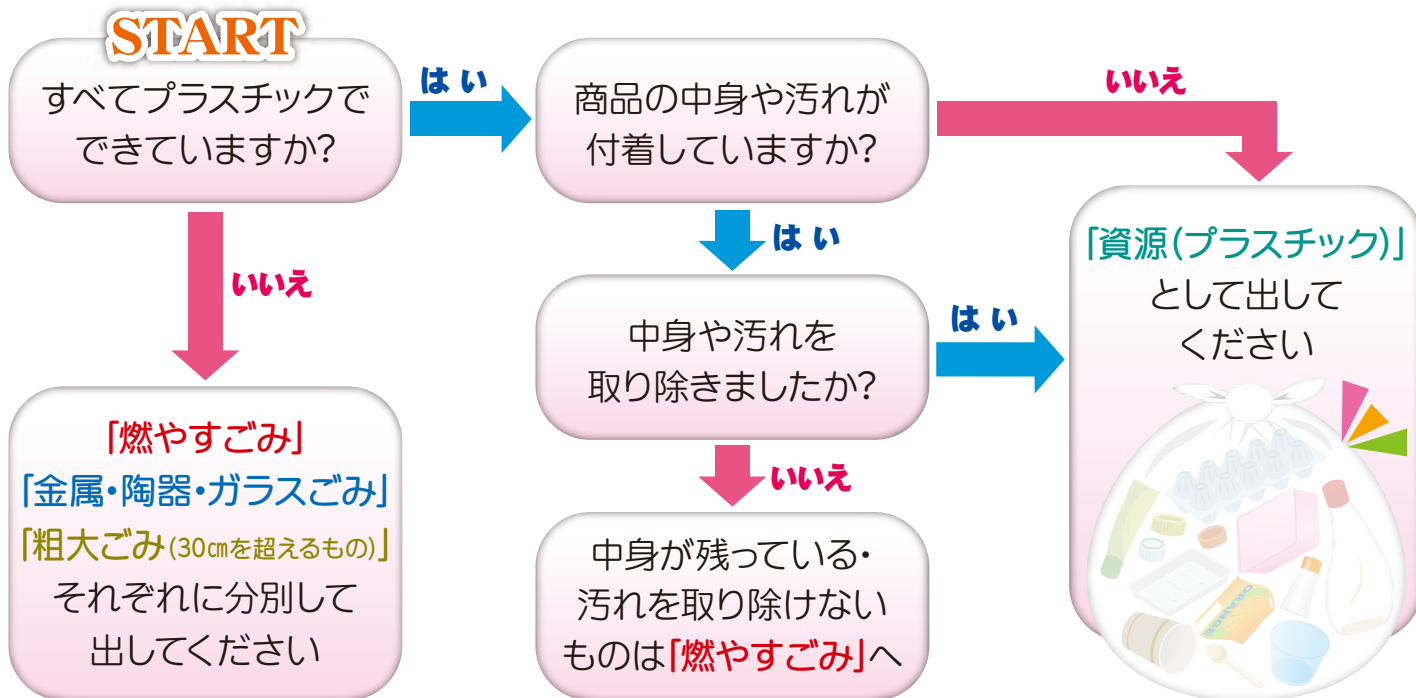 START
すべてプラスチックで
できていますか?
はい
商品の中身や汚れが
付着していますか?
いいえ
いいえ
はい
中身や汚れを
取り除きましたか?
はい
「資源(プラスチック)」
として出して
ください
「燃やすごみ」
「金属・陶器・ガラスごみ」
「粗大ごみ(30㎝を超えるもの)」
それぞれに分別して
出してください
いいえ
中身が残っている・
汚れを取り除けない
ものは「燃やすごみ」へ
ORANGE